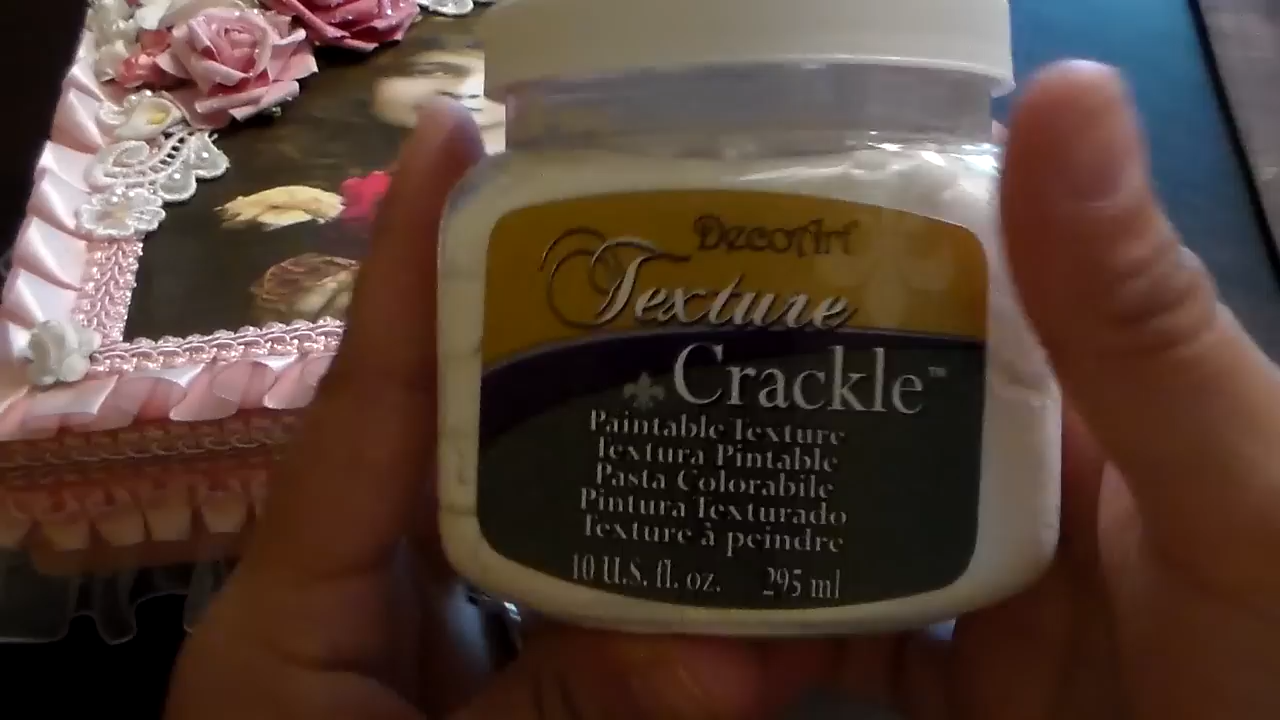 DecoArt
Texture
Crackle™
Paintable Texture
Textura Pintable
Pasta Colorabile
Pintura Texturado
Texture à peindre
10 U.S. fl. oz. 295 ml